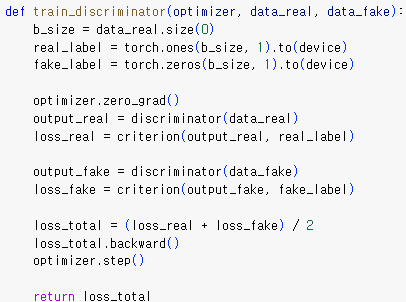 def train_discriminator(optimizer, data_real, data_fake):
    b_size = data_real.size(0)
    real_label = torch.ones(b_size, 1).to(device)
    fake_label = torch.zeros(b_size, 1).to(device)

    optimizer.zero_grad()
    output_real = discriminator(data_real)
    loss_real = criterion(output_real, real_label)

    output_fake = discriminator(data_fake)
    loss_fake = criterion(output_fake, fake_label)

    loss_total = (loss_real + loss_fake) / 2
    loss_total.backward()
    optimizer.step()

    return loss_total